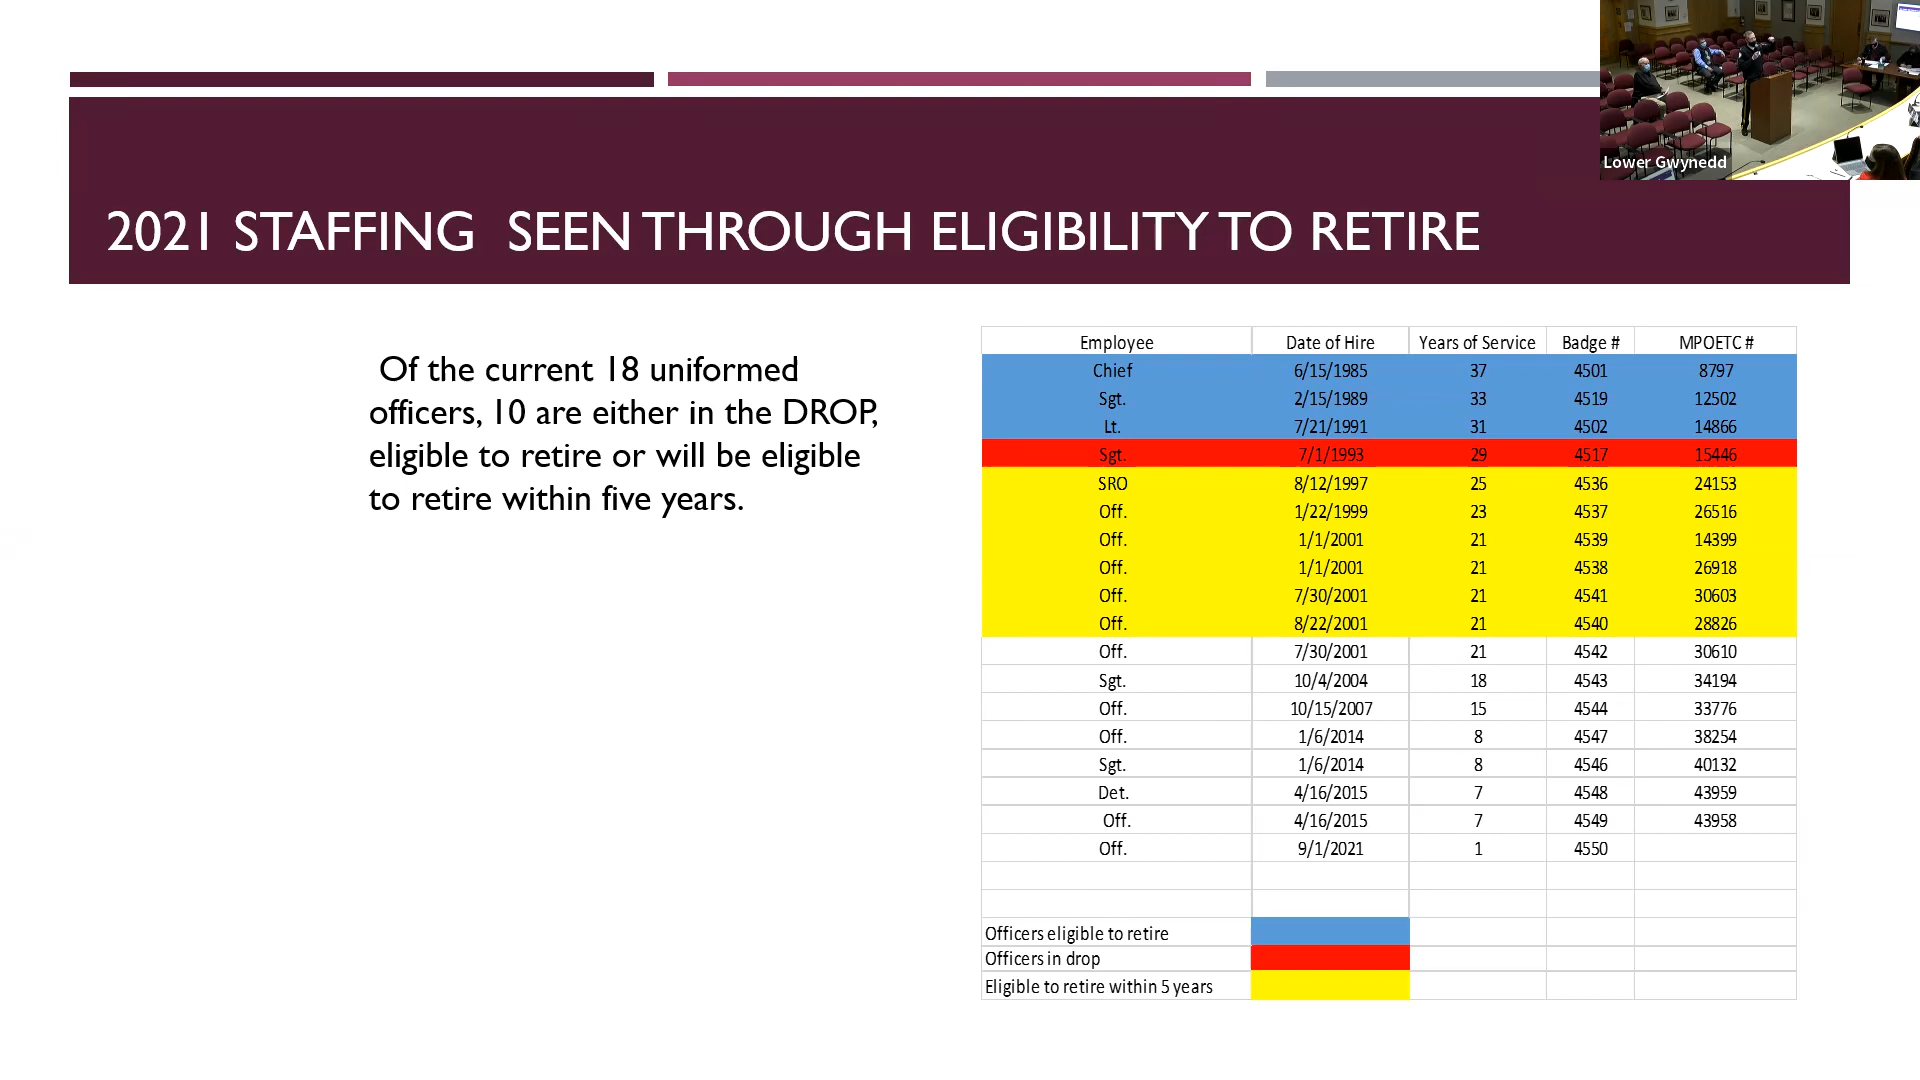 Lower Gwynedd
2021 STAFFING SEEN THROUGH ELIGIBILITY TO RETIRE
Of the current 18 uniformed
officers, 10 are either in the DROP,
eligible to retire or will be eligible
to retire within five years.
Employee Date of Hire Years of Service Badge # MPOETC #
Chief 6/15/1985 37 4501 8797
Sgt. 2/15/1989 33 4519 12502
Lt. 7/21/1991 31 4502 14866
Sgt. 7/1/1993 29 4517 15446
SRO 8/12/1997 25 4536 24153
Off. 1/22/1999 23 4537 26516
Off. 1/1/2001 21 4539 14399
Off. 1/1/2001 21 4538 26918
Off. 7/30/2001 21 4541 30603
Off. 8/22/2001 21 4540 28826
Off. 7/30/2001 21 4542 30610
Sgt. 10/4/2004 18 4543 34194
Off. 10/15/2007 15 4544 33776
Off. 1/6/2014 8 4547 38254
Sgt. 1/6/2014 8 4546 40132
Det. 4/16/2015 7 4548 43959
Off. 4/16/2015 7 4549 43958
Off. 9/1/2021 1 4550
Officers eligible to retire
Officers in drop
Eligible to retire within 5 years